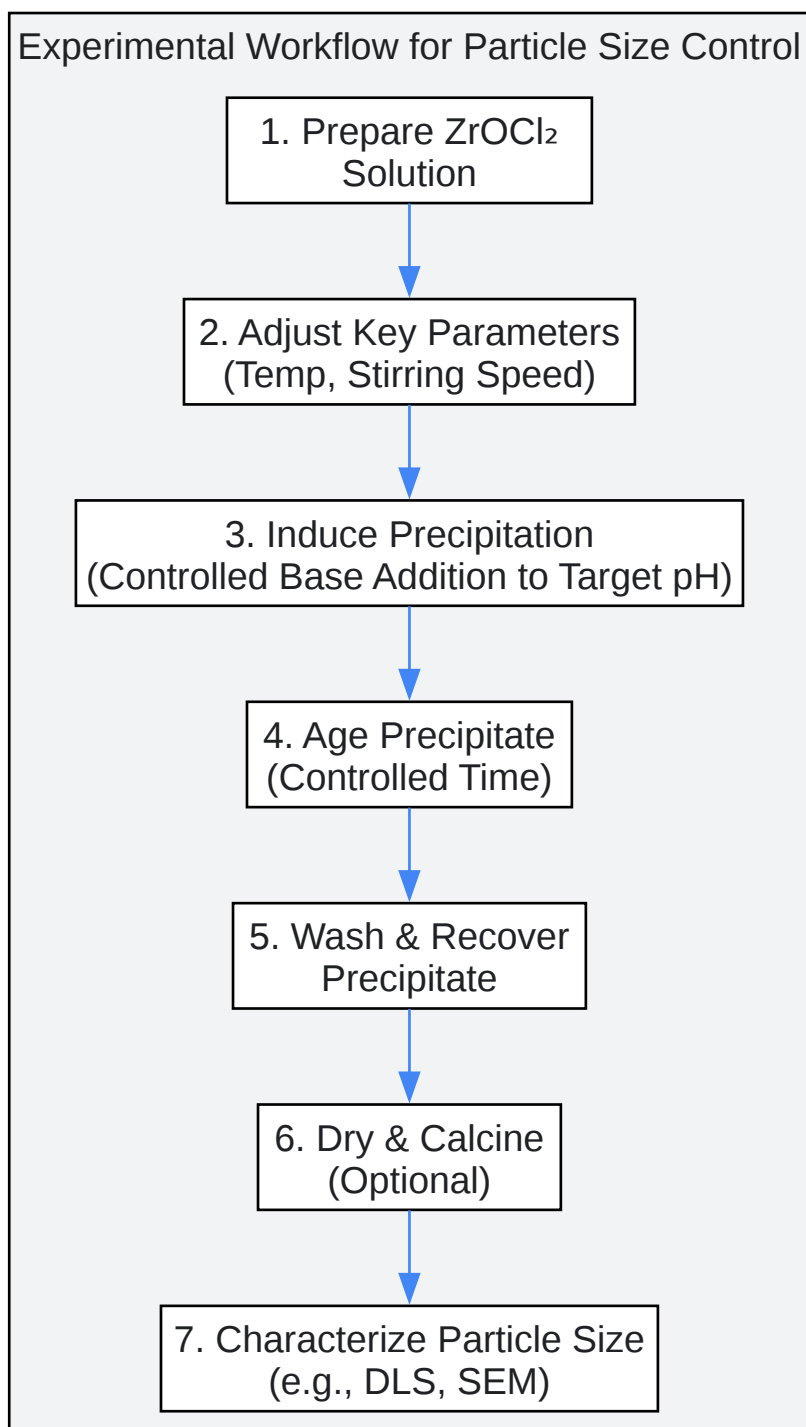 Experimental Workflow for Particle Size Control
1. Prepare ZrOCl₂
Solution
2. Adjust Key Parameters
(Temp, Stirring Speed)
3. Induce Precipitation
(Controlled Base Addition to Target pH)
4. Age Precipitate
(Controlled Time)
5. Wash & Recover
Precipitate
6. Dry & Calcine
(Optional)
7. Characterize Particle Size
(e.g., DLS, SEM)